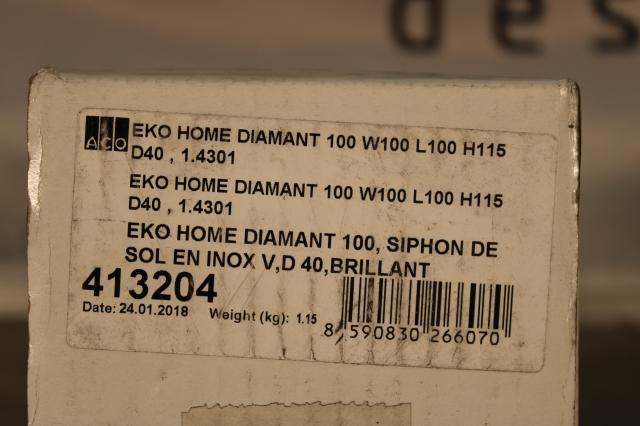 des
ACO
EKO HOME DIAMANT 100 W100 L100 H115
D40 , 1.4301
EKO HOME DIAMANT 100 W100 L100 H115
D40 , 1.4301
EKO HOME DIAMANT 100, SIPHON DE
SOL EN INOX V,D 40,BRILLANT
413204
Date: 24.01.2018 Weight (kg): 1.15
8 590830 266070